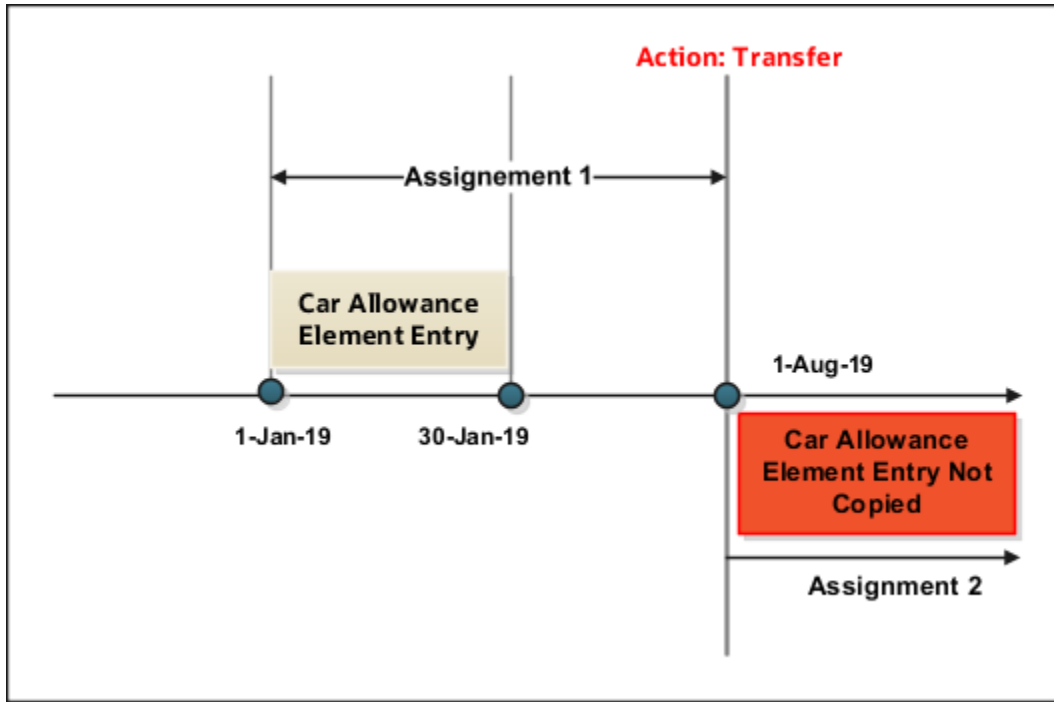 Action: Transfer
Assignement 1
Car Allowance
Element Entry
1-Aug-19
1-Jan-19
30-Jan-19
Car Allowance
Element Entry Not
Copied
Assignment 2